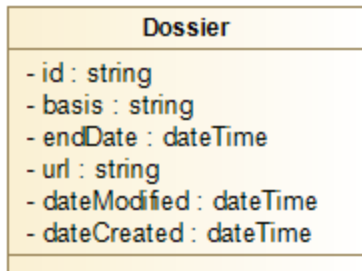 Dossier
- id : string
- basis : string
- endDate : dateTime
- url : string
- dateModified : dateTime
- dateCreated : dateTime